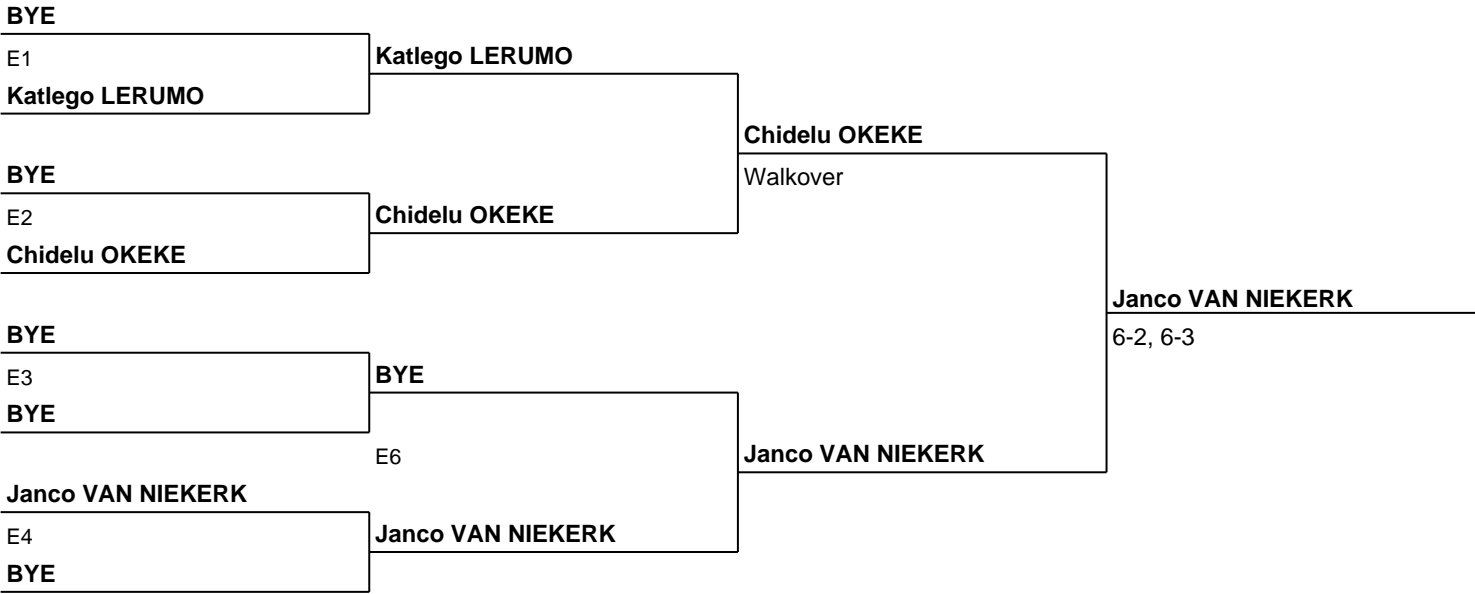 BYE
E1
Katlego LERUMO
Katlego LERUMO
BYE
E2
Chidelu OKEKE
Chidelu OKEKE
Chidelu OKEKE
Walkover
BYE
E3
BYE
BYE
E6
Janco VAN NIEKERK
E4
BYE
Janco VAN NIEKERK
Janco VAN NIEKERK
Janco VAN NIEKERK
6-2, 6-3